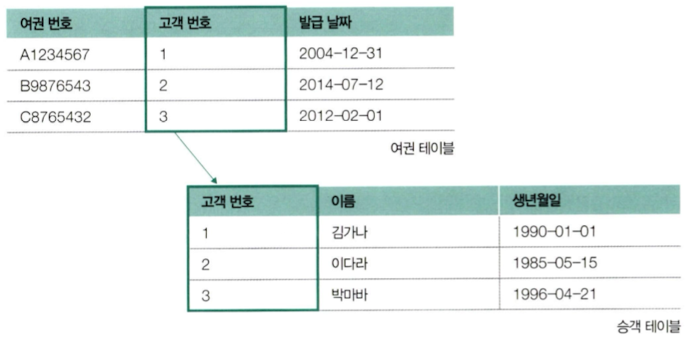 여권 번호 고객 번호 발급 날짜
A1234567 1 2004-12-31
B9876543 2 2014-07-12
C8765432 3 2012-02-01
여권 테이블
고객 번호 이름 생년월일
1 김가나 1990-01-01
2 이다라 1985-05-15
3 박마바 1996-04-21
승객 테이블